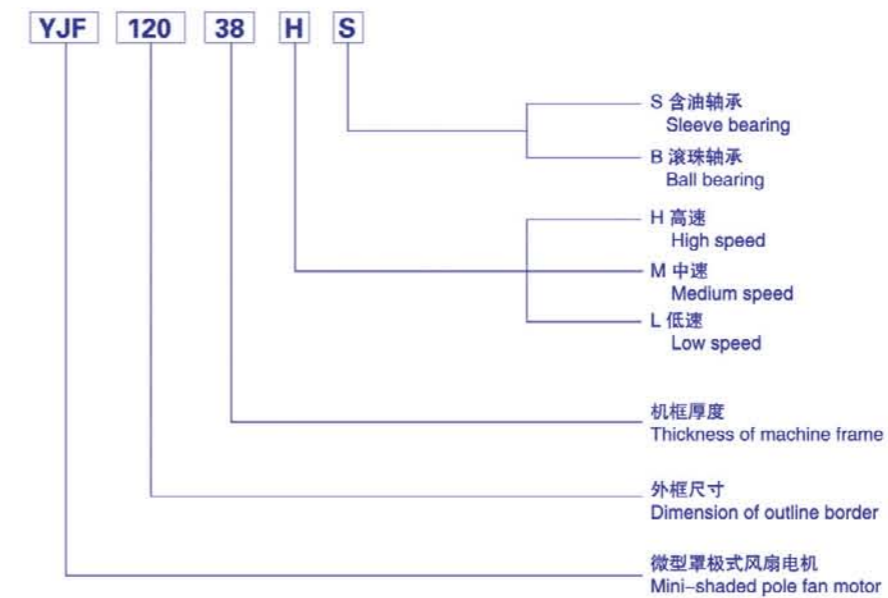 YJF 120 38 H S
S 含油轴承
Sleeve bearing
B 滚珠轴承
Ball bearing
H 高速
High speed
M 中速
Medium speed
L 低速
Low speed
机框厚度
Thickness of machine frame
外框尺寸
Dimension of outline border
微型罩极式风扇电机
Mini-shaded pole fan motor